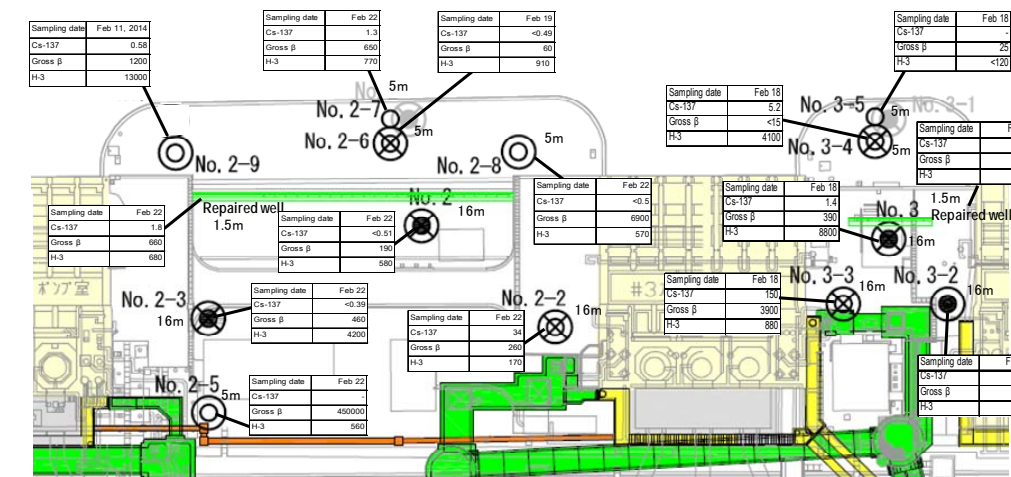 Sampling date Feb 11, 2014
Cs-137 0.58
Gross β 1200
H-3 13000
Sampling date Feb 22
Cs-137 1.3
Gross β 650
H-3 770
Sampling date Feb 19
Cs-137 <0.49
Gross β 60
H-3 910
Sampling date Feb 18
Cs-137 -
Gross β 25
H-3 <120
Sampling date Feb 18
Cs-137 5.2
Gross β <15
H-3 4100
No.
5m
No. 2-7
No. 2-6
5m
No. 2-9
No. 2-8
5m
No. 3-5
5m
No. 3-1
No. 3-4
5m
Sampling date F
Cs-137
Gross β
H-3
Sampling date Feb 22
Cs-137 <0.5
Gross β 6900
H-3 570
Sampling date Feb 18
Cs-137 1.4
Gross β 390
H-3 8800
1.5m
Repaired well
Sampling date Feb 22
Cs-137 1.8
Gross β 660
H-3 680
Repaired well
1.5m
Sampling date Feb 22
Cs-137 <0.51
Gross β 190
H-3 580
No. 2
16m
No. 3
16m
ポンプ室
No. 2-3
16m
Sampling date Feb 22
Cs-137 <0.39
Gross β 460
H-3 4200
No. 2-2
16m
Sampling date Feb 22
Cs-137 34
Gross β 260
H-3 170
#3
Sampling date Feb 18
Cs-137 150
Gross β 3900
H-3 880
No. 3-3
16m
No. 3-2
16m
Sampling date F
Cs-137
Gross β
H-3
No. 2-5
5m
Sampling date Feb 22
Cs-137 -
Gross β 450000
H-3 560